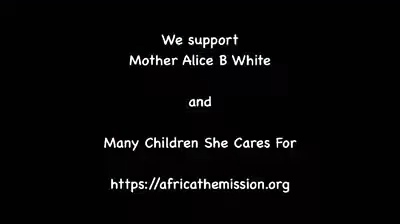 We support
Mother Alice B White
and
Many Children She Cares For
https://africathemission.org